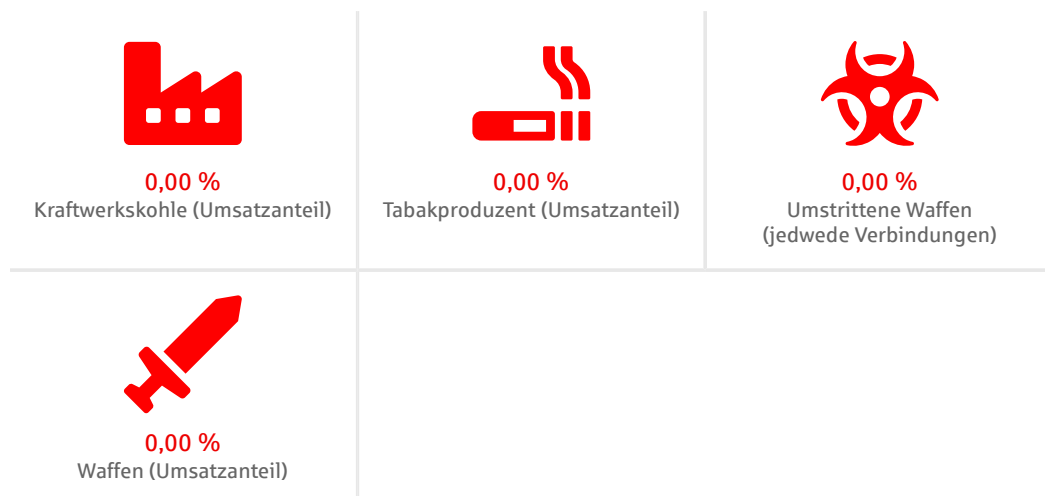 0,00 %
Kraftwerkskohle (Umsatzanteil)
0,00 %
Tabakproduzent (Umsatzanteil)
0,00 %
Umstrittene Waffen
(jedwede Verbindungen)
0,00 %
Waffen (Umsatzanteil)